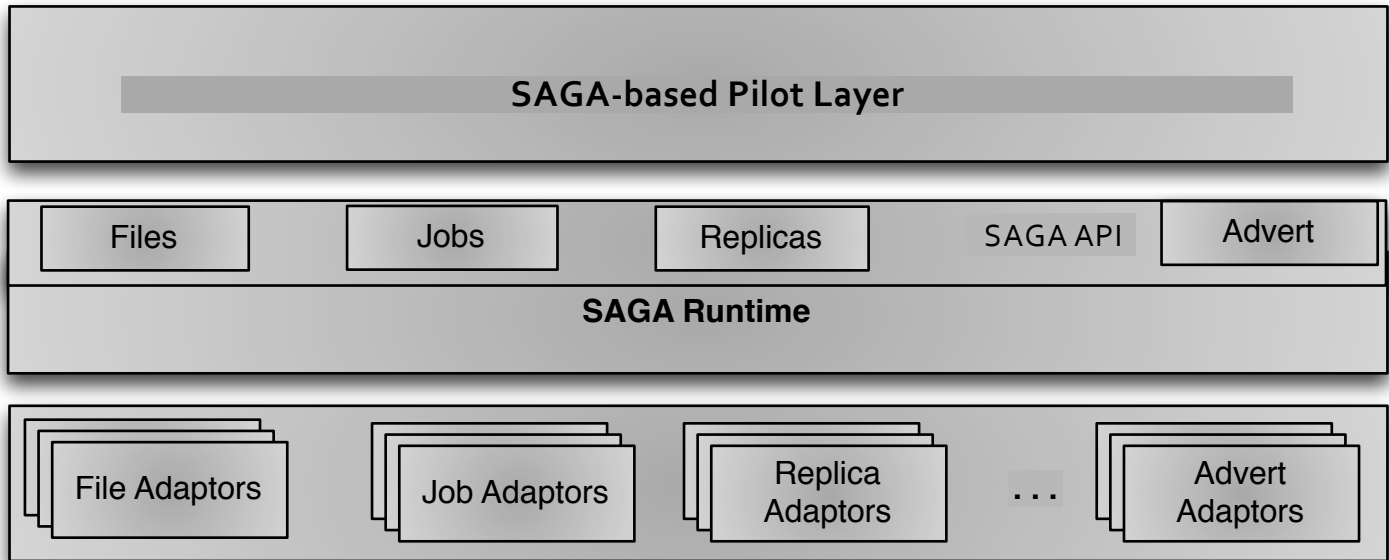 SAGA-based Pilot Layer
Files Jobs Replicas SAGA API Advert
SAGA Runtime
File Adaptors Job Adaptors Replica Adaptors . . . Advert Adaptors